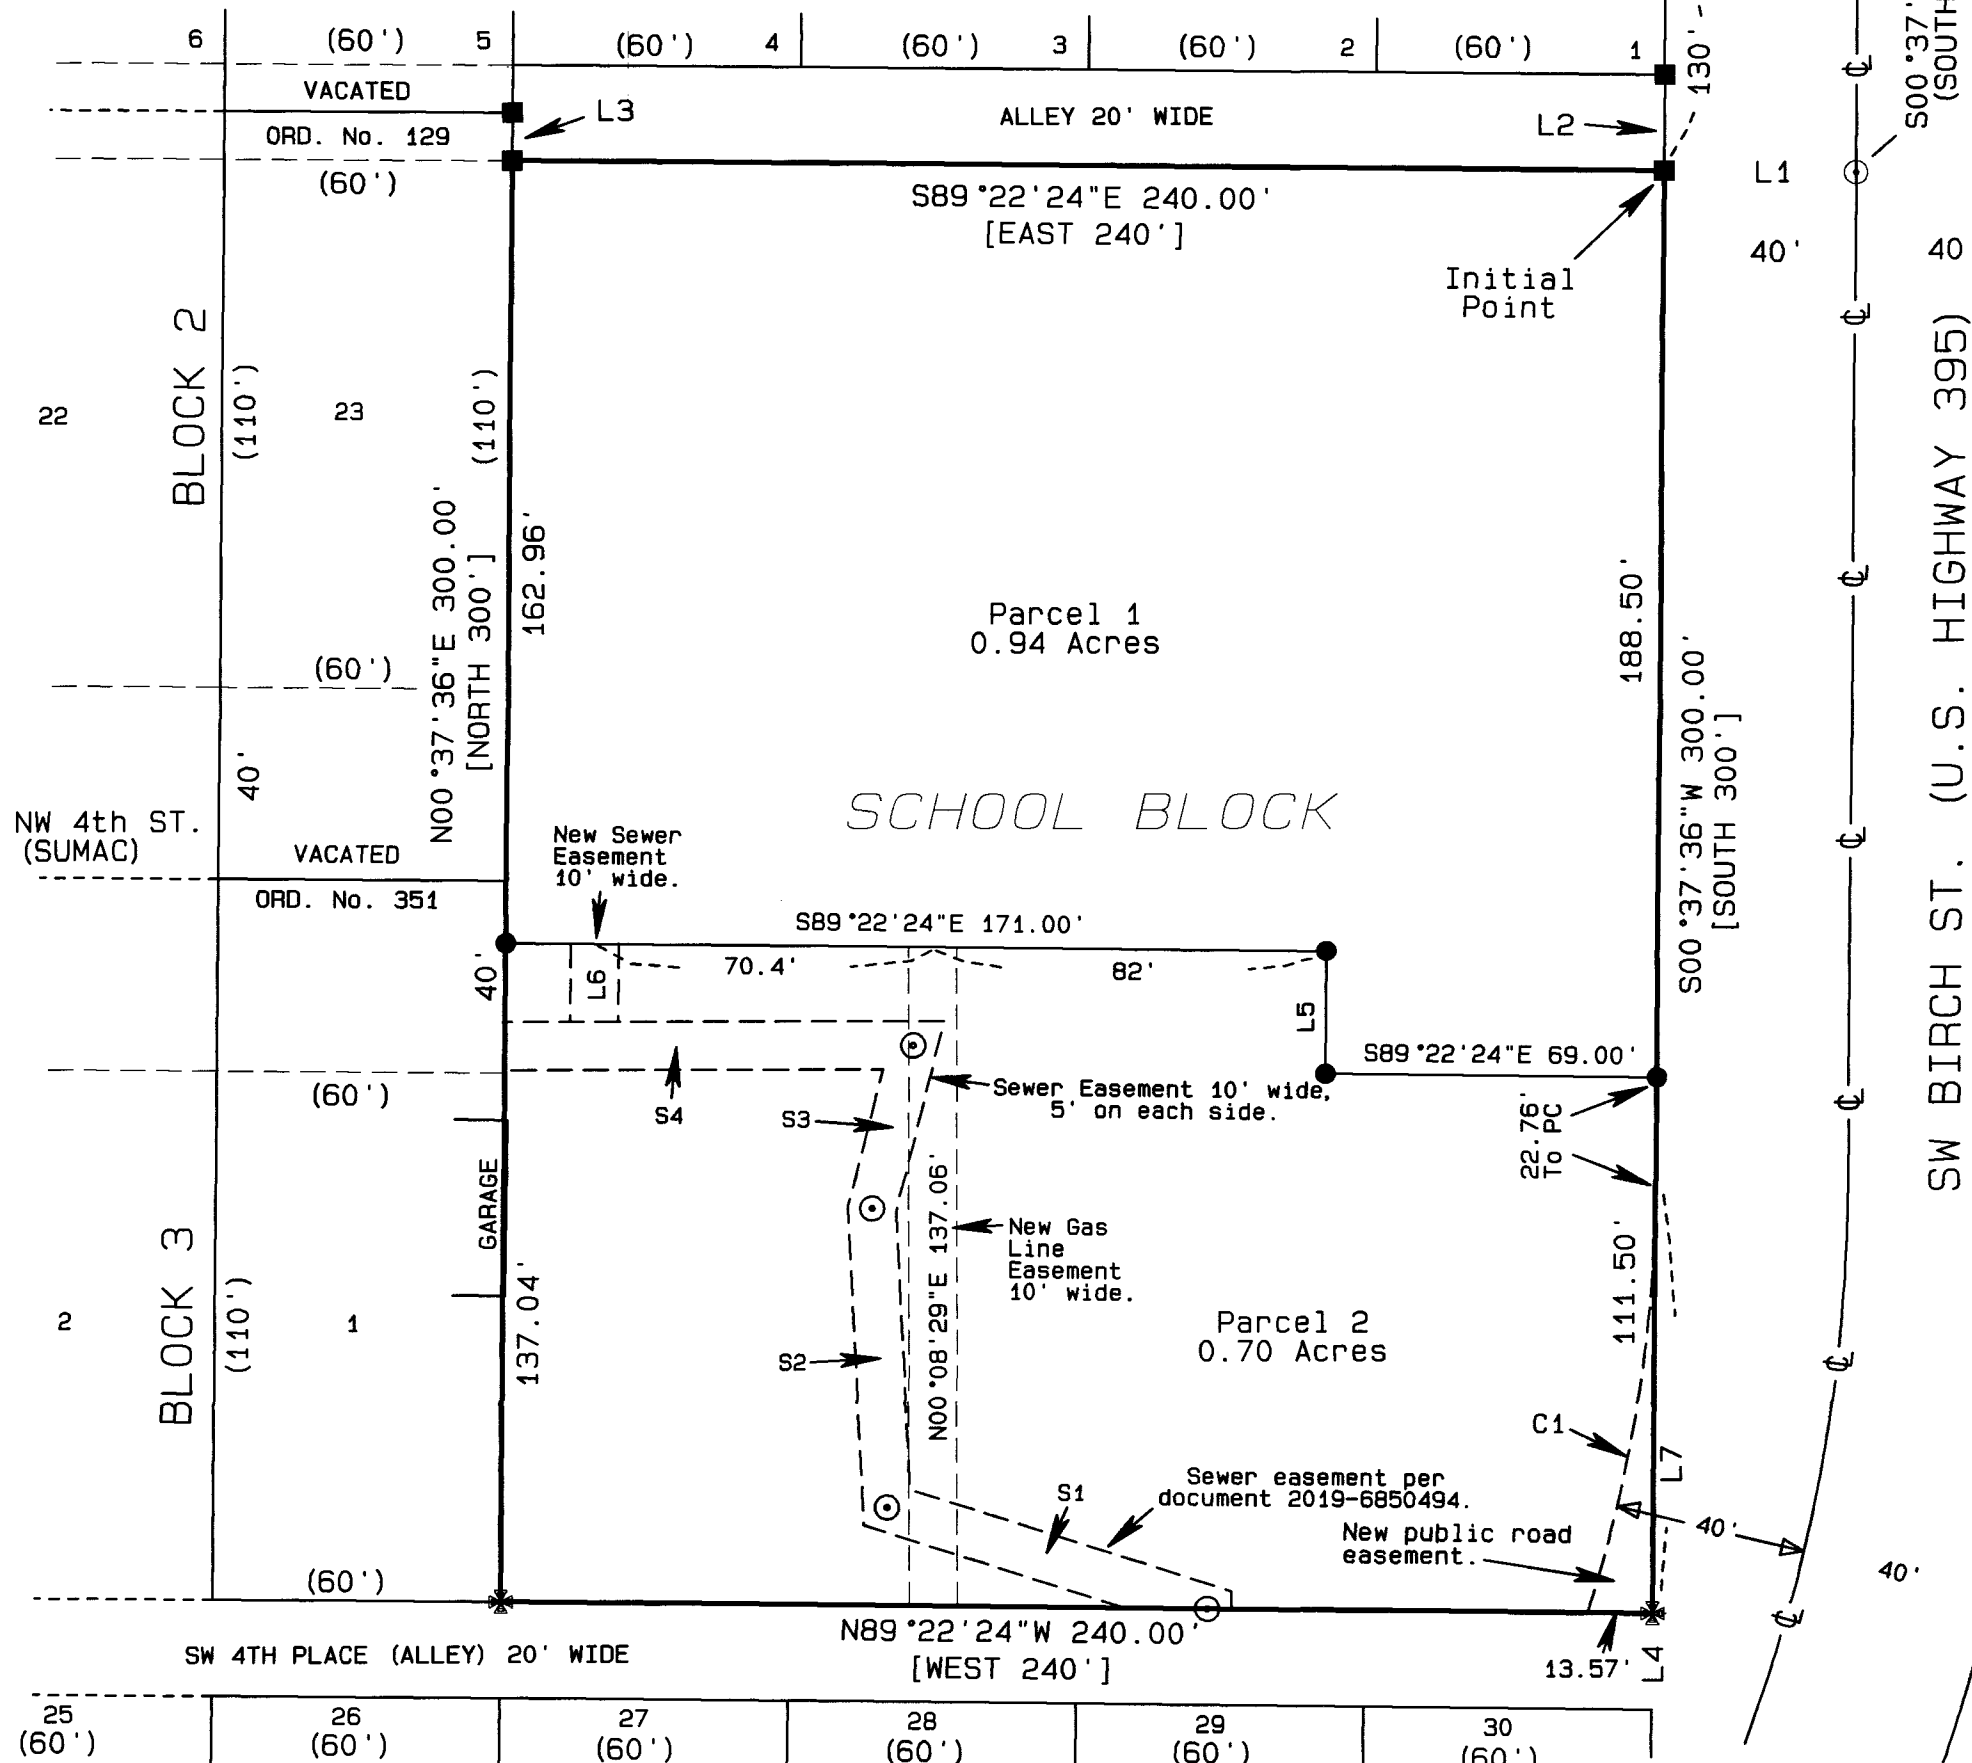 6
(60')
5
(60')
4
(60')
3
(60')
2
(60')
1
130'
S00°37'
(SOUTH
VACATED
L3
ALLEY 20' WIDE
L2
ORD. No. 129
(60')
S89°22'24"E 240.00'
[EAST 240']
L1
40'
40
Initial
Point
BLOCK 2
(110')
22
23
(110')
N00°37'36"E 300.00'
[NORTH 300']
162.96'
Parcel 1
0.94 Acres
188.50'
S00°37'36"W 300.00'
[SOUTH 300']
SW BIRCH ST. (U.S. HIGHWAY 395)
(60')
40'
SCHOOL BLOCK
NW 4th ST.
(SUMAC)
VACATED
ORD. No. 351
New Sewer
Easement
10' wide.
S89°22'24"E 171.00'
40'
L6
70.4'
82'
L5
S89°22'24"E 69.00'
(60')
S4
S3
Sewer Easement 10' wide,
5' on each side.
22.76'
To PC
GARAGE
137.04'
N00°08'29"E 137.06'
New Gas
Line
Easement
10' wide.
111.50'
BLOCK 3
(110')
2
1
S2
Parcel 2
0.70 Acres
C1
L7
S1
Sewer easement per
document 2019-6850494.
New public road
easement.
40'
40'
(60')
N89°22'24"W 240.00'
[WEST 240']
13.57'
L4
SW 4TH PLACE (ALLEY) 20' WIDE
25
(60')
26
(60')
27
(60')
28
(60')
29
(60')
30
(60')